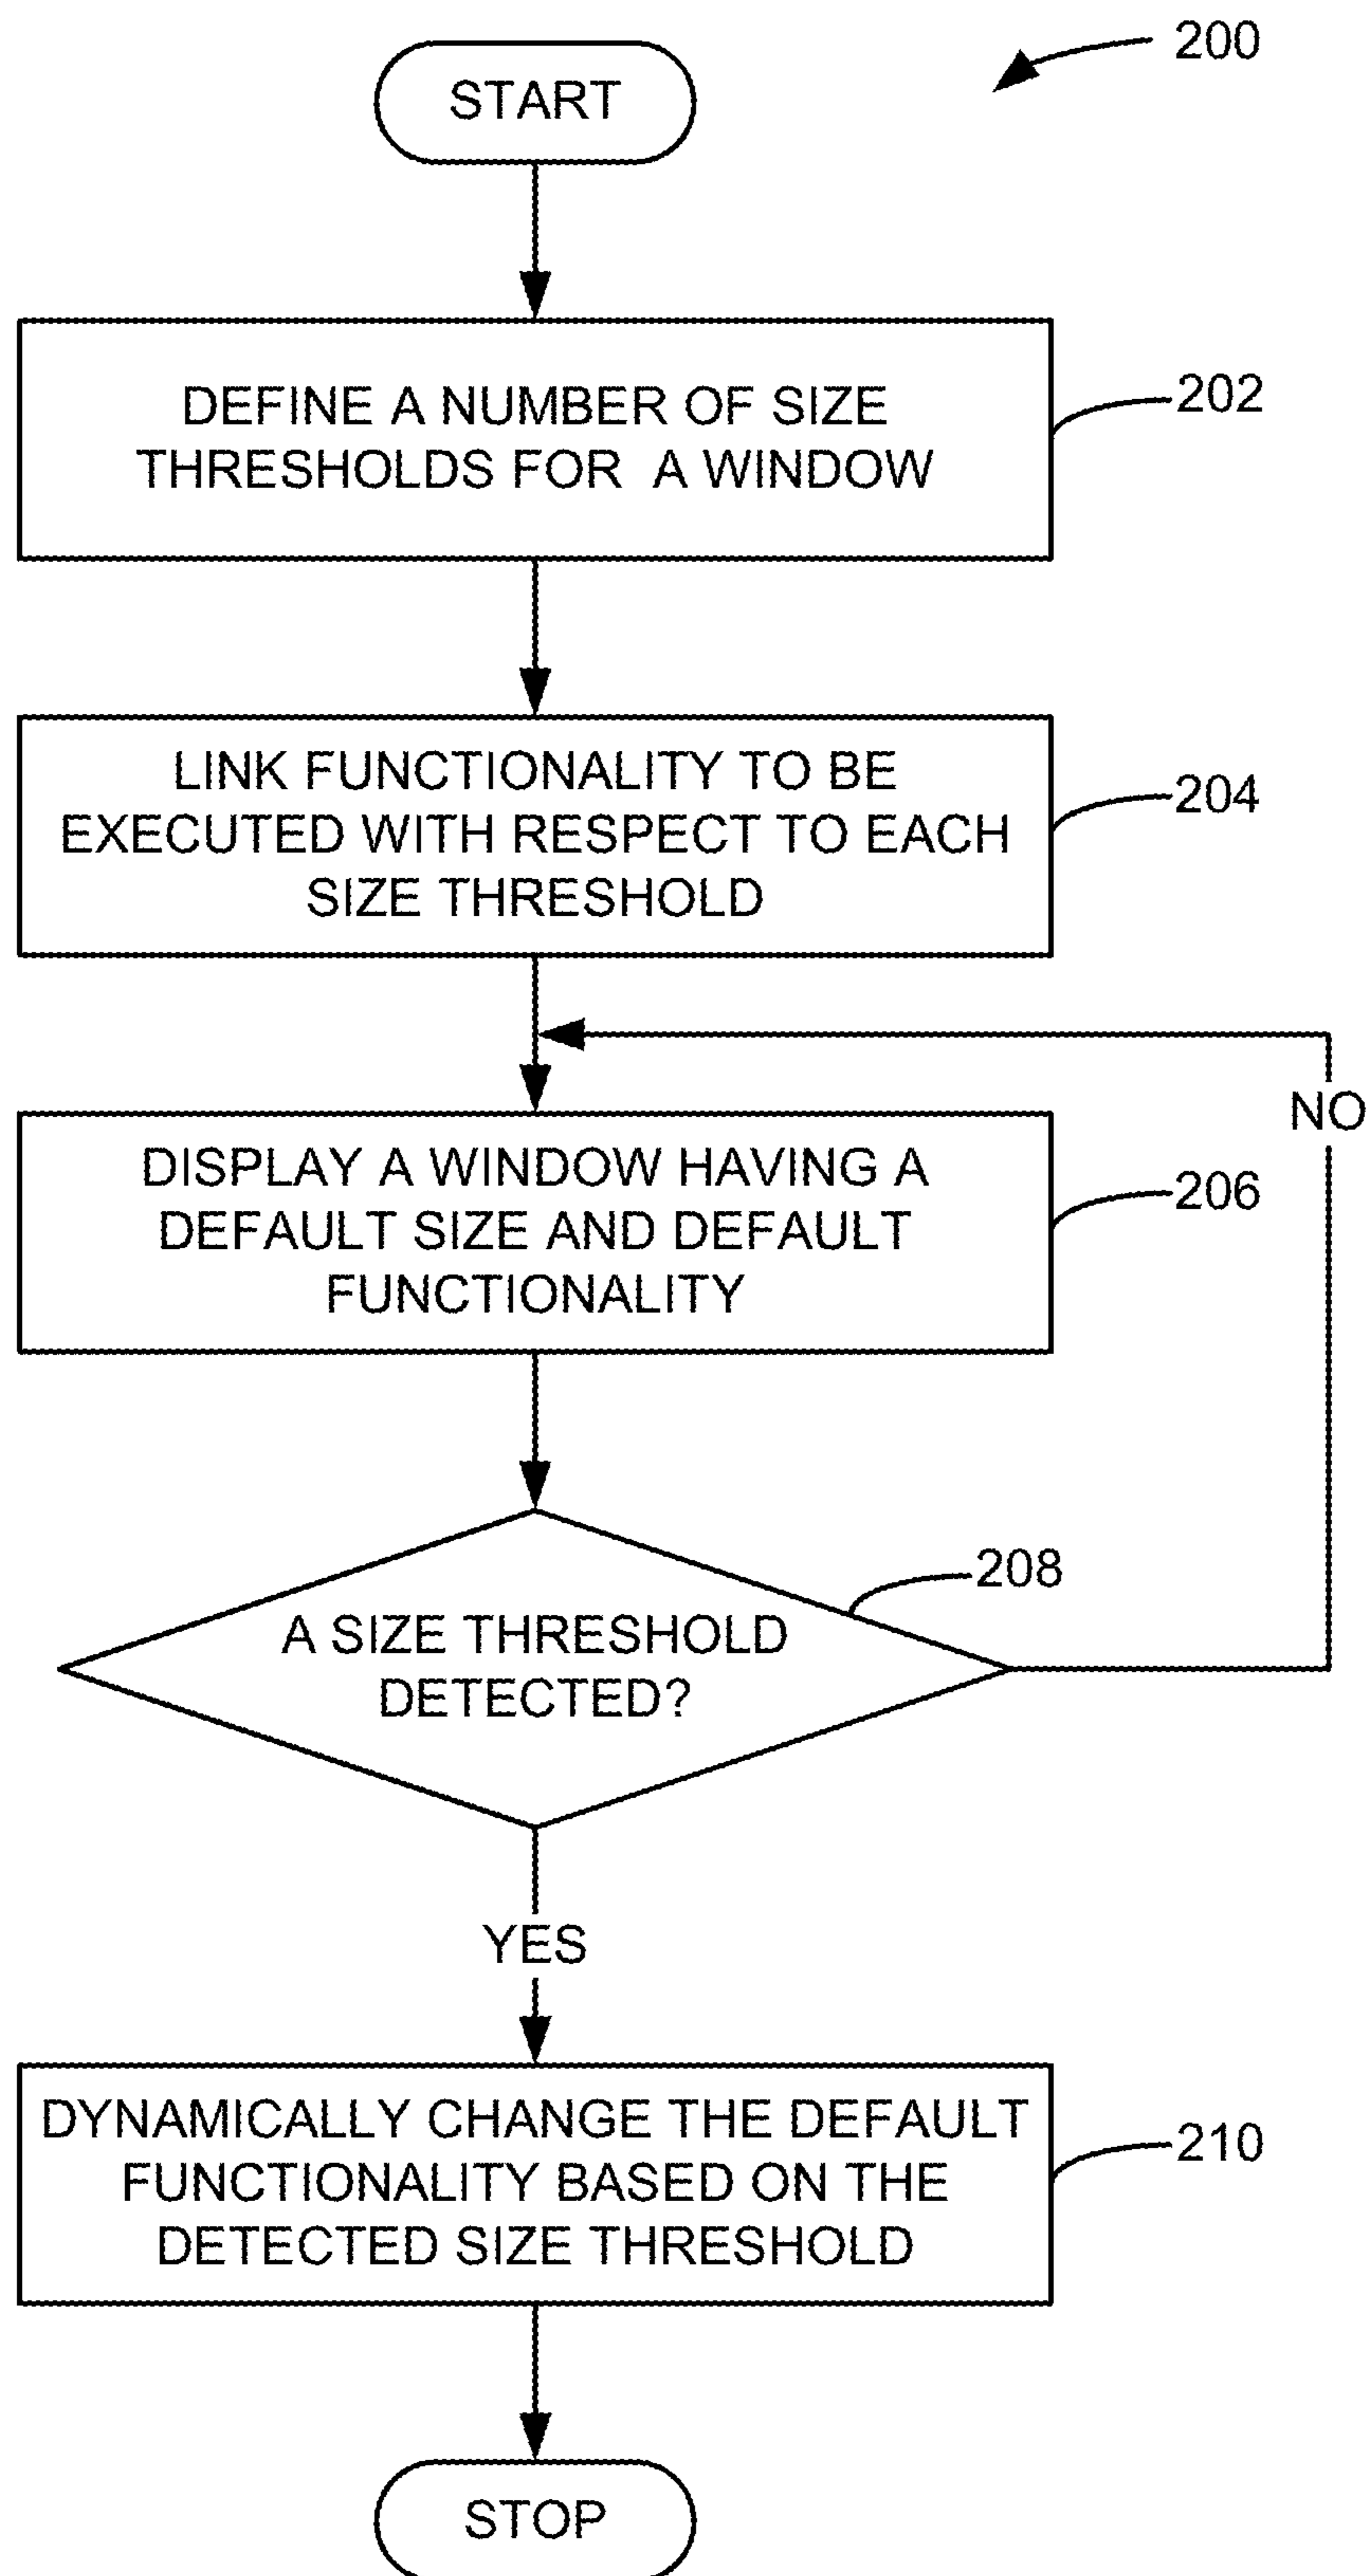 200
START
DEFINE A NUMBER OF SIZE
THRESHOLDS FOR A WINDOW
202
LINK FUNCTIONALITY TO BE
EXECUTED WITH RESPECT TO EACH
SIZE THRESHOLD
204
NO
DISPLAY A WINDOW HAVING A
DEFAULT SIZE AND DEFAULT
FUNCTIONALITY
206
A SIZE THRESHOLD
DETECTED?
208
YES
DYNAMICALLY CHANGE THE DEFAULT
FUNCTIONALITY BASED ON THE
DETECTED SIZE THRESHOLD
210
STOP